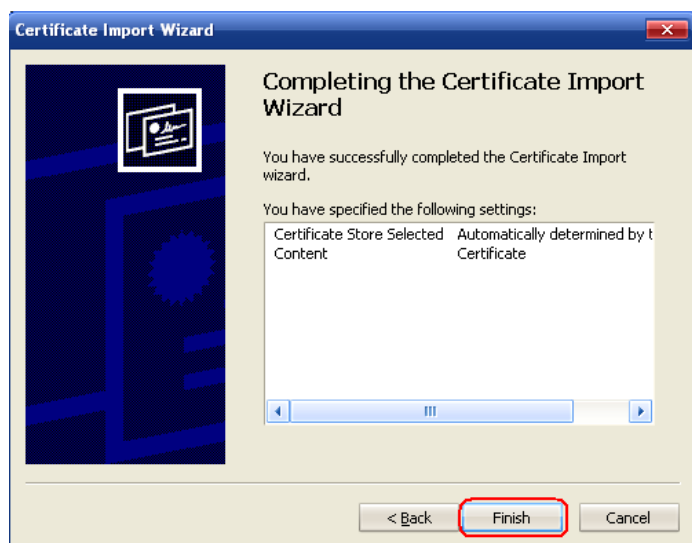 Certificate Import Wizard
Completing the Certificate Import
Wizard
You have successfully completed the Certificate Import
wizard.
You have specified the following settings:
Certificate Store Selected Automatically determined by t
Content Certificate
< Back Finish Cancel